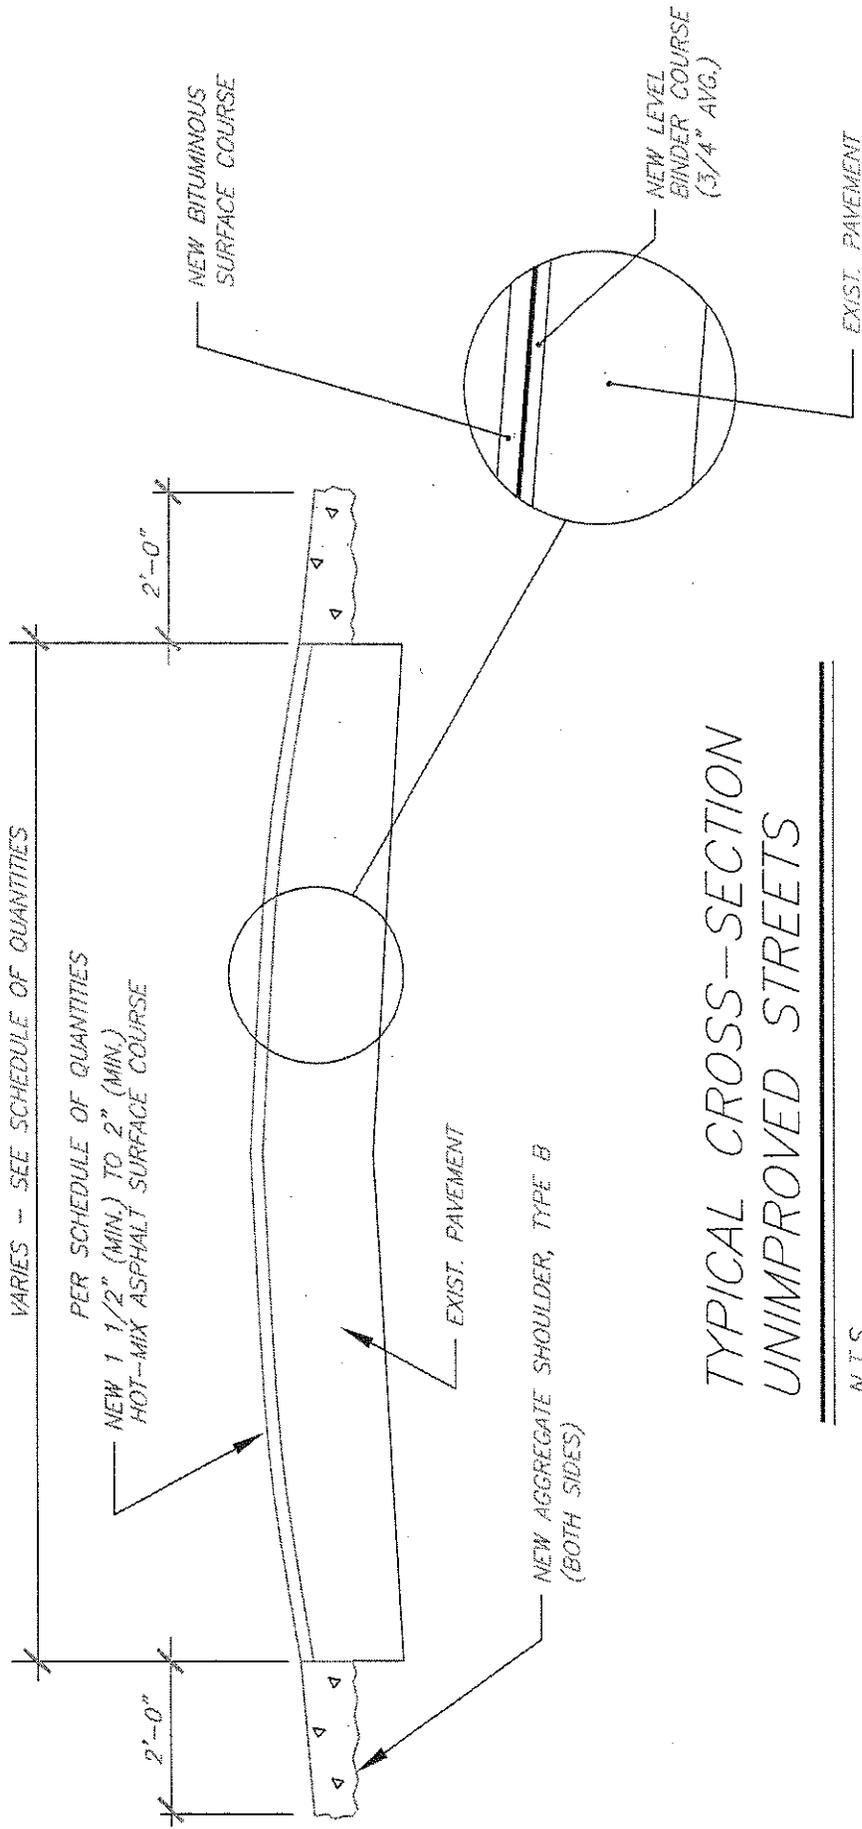 VARIES - SEE SCHEDULE OF QUANTITIES
2'-0"
2'-0"
PER SCHEDULE OF QUANTITIES
NEW 1 1/2" (MIN.) TO 2" (MIN.)
HOT-MIX ASPHALT SURFACE COURSE
NEW BITUMINOUS
SURFACE COURSE
EXIST. PAVEMENT
NEW AGGREGATE SHOULDER, TYPE B
(BOTH SIDES)
NEW LEVEL
BINDER COURSE
(3/4" AVG.)
EXIST. PAVEMENT
TYPICAL CROSS-SECTION
UNIMPROVED STREETS
N.T.S.